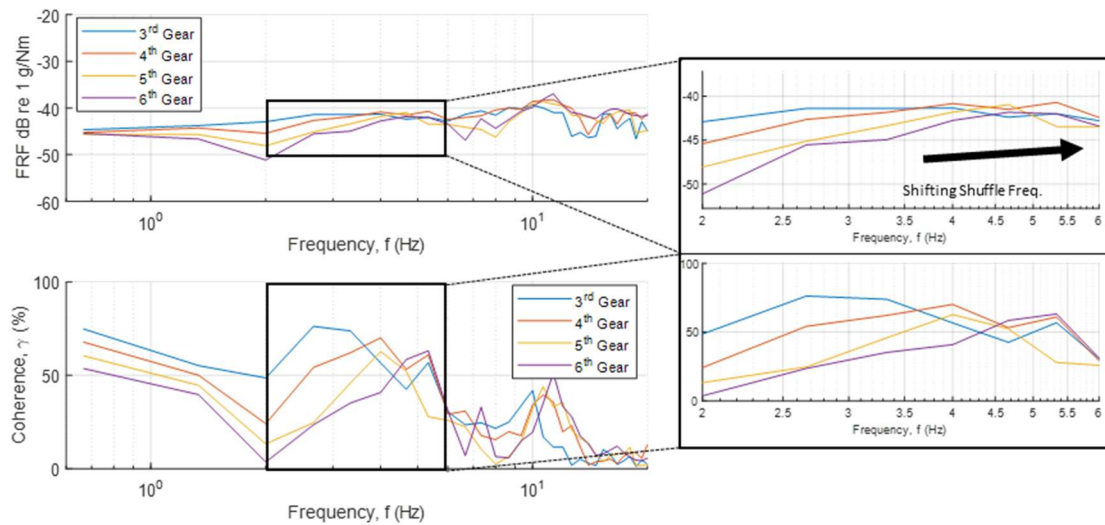 -20
-30
-40
-50
-60
FRF dB re 1 g/Nm
3rd Gear
4th Gear
5th Gear
6th Gear
10^0
10^1
Frequency, f (Hz)
-40
-45
-50
Shifting Shuffle Freq.
2
2.5
3
3.5
4
4.5
5
5.5
6
Frequency, f (Hz)
100
50
0
Coherence, γ (%)
3rd Gear
4th Gear
5th Gear
6th Gear
10^0
10^1
Frequency, f (Hz)
100
50
0
2
2.5
3
3.5
4
4.5
5
5.5
6
Frequency, f (Hz)